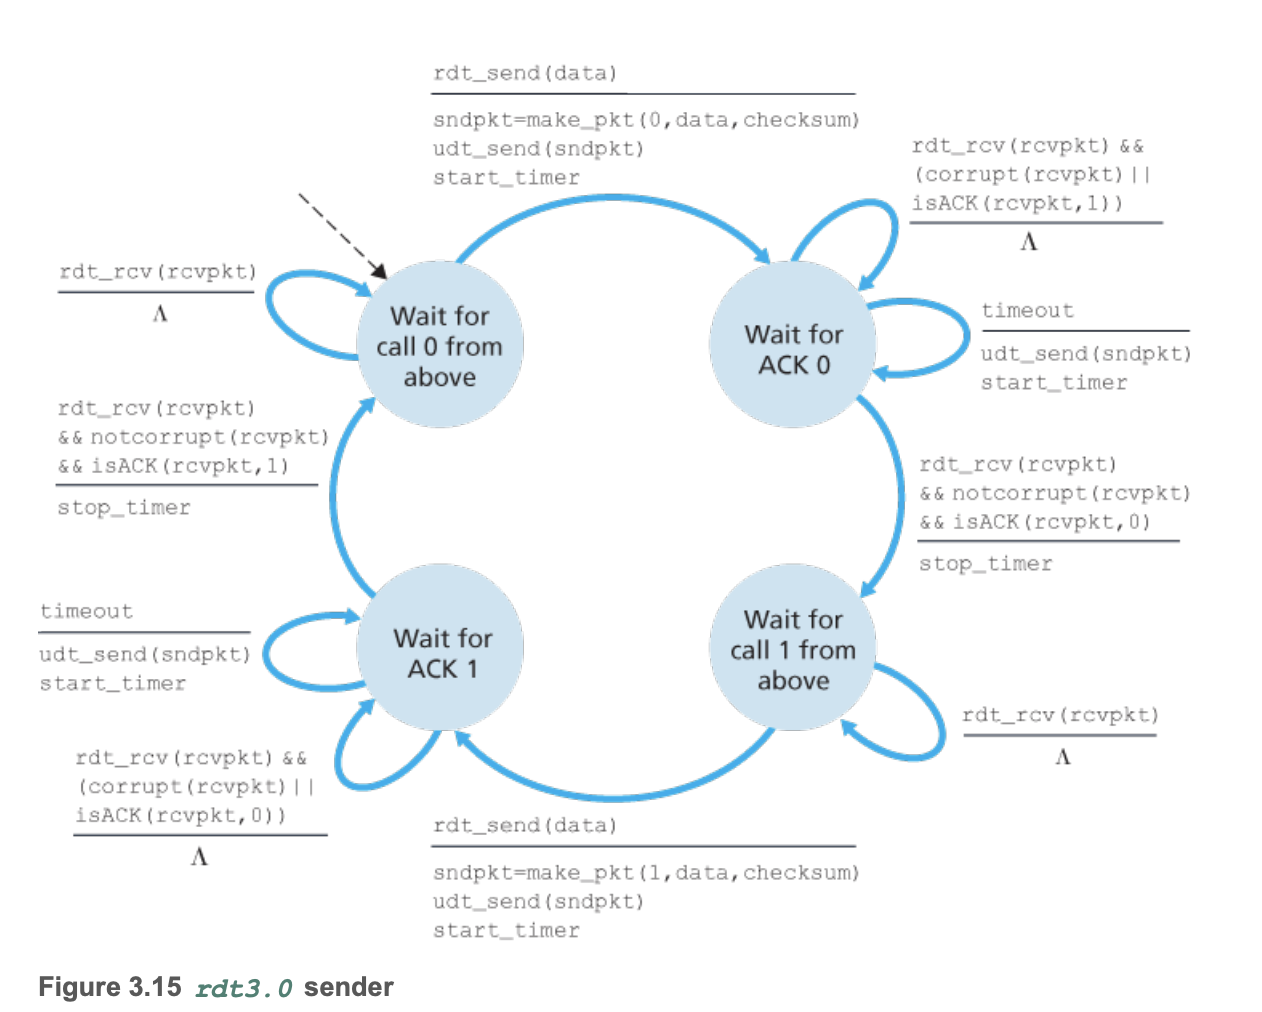 rdt_send(data)
sndpkt=make_pkt(0,data,checksum)
udt_send(sndpkt)
start_timer
rdt_rcv(rcvpkt) &&
(corrupt(rcvpkt)||
isACK(rcvpkt,1))
Λ
rdt_rcv(rcvpkt)
Λ
Wait for
call 0 from
above
Wait for
ACK 0
timeout
udt_send(sndpkt)
start_timer
rdt_rcv(rcvpkt)
&& notcorrupt(rcvpkt)
&& isACK(rcvpkt,1)
stop_timer
rdt_rcv(rcvpkt)
&& notcorrupt(rcvpkt)
&& isACK(rcvpkt,0)
stop_timer
timeout
udt_send(sndpkt)
start_timer
Wait for
ACK 1
Wait for
call 1 from
above
rdt_rcv(rcvpkt)
Λ
rdt_rcv(rcvpkt) &&
(corrupt(rcvpkt)||
isACK(rcvpkt,0))
Λ
rdt_send(data)
sndpkt=make_pkt(1,data,checksum)
udt_send(sndpkt)
start_timer
Figure 3.15 rdt3.0 sender